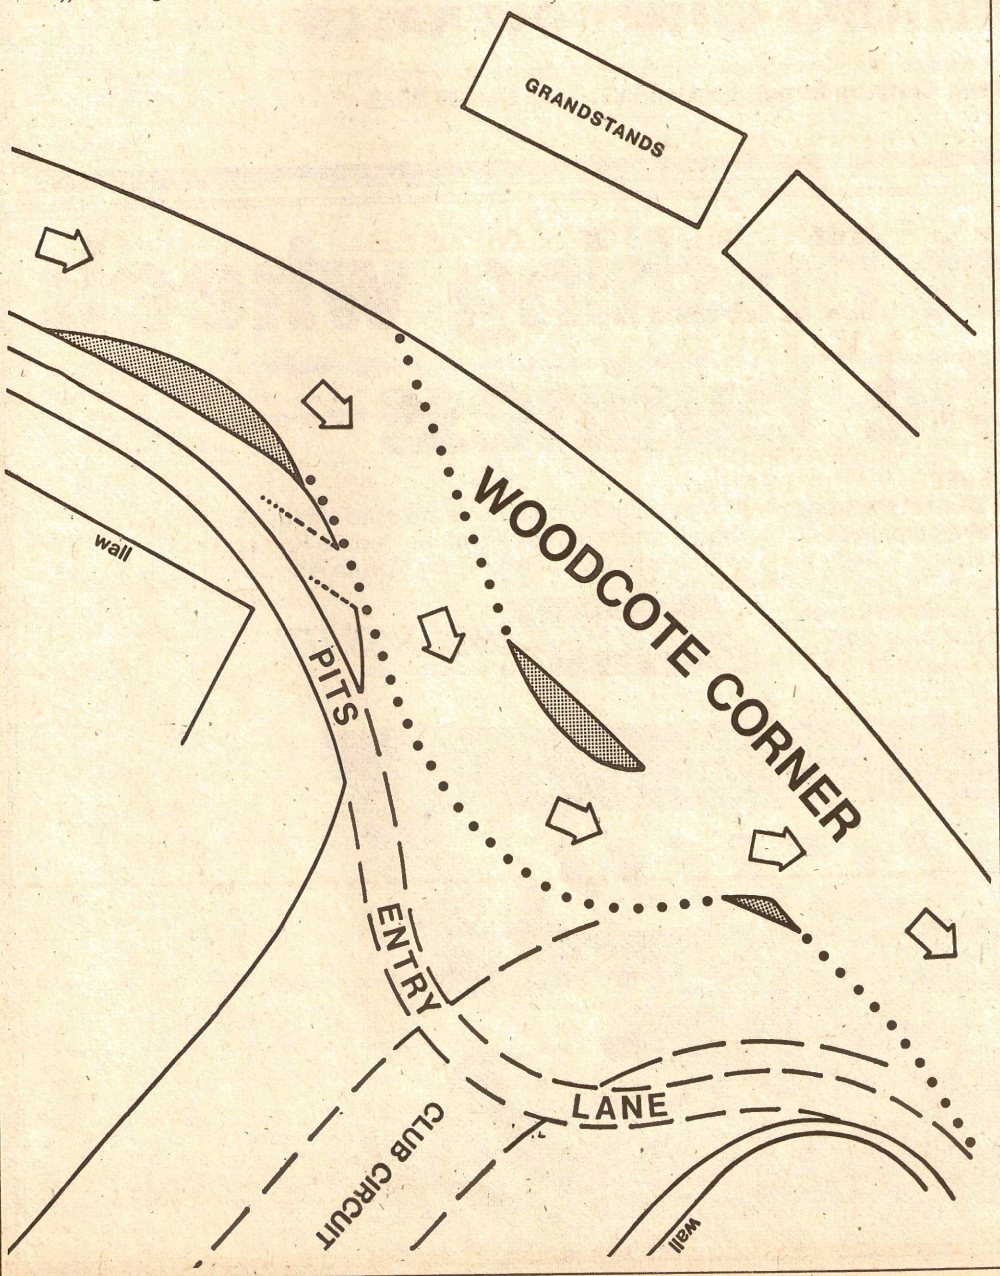 GRANDSTANDS
WOODCOTE CORNER
wall
PITS
ENTRY
LANE
CLUB CIRCUIT
wall